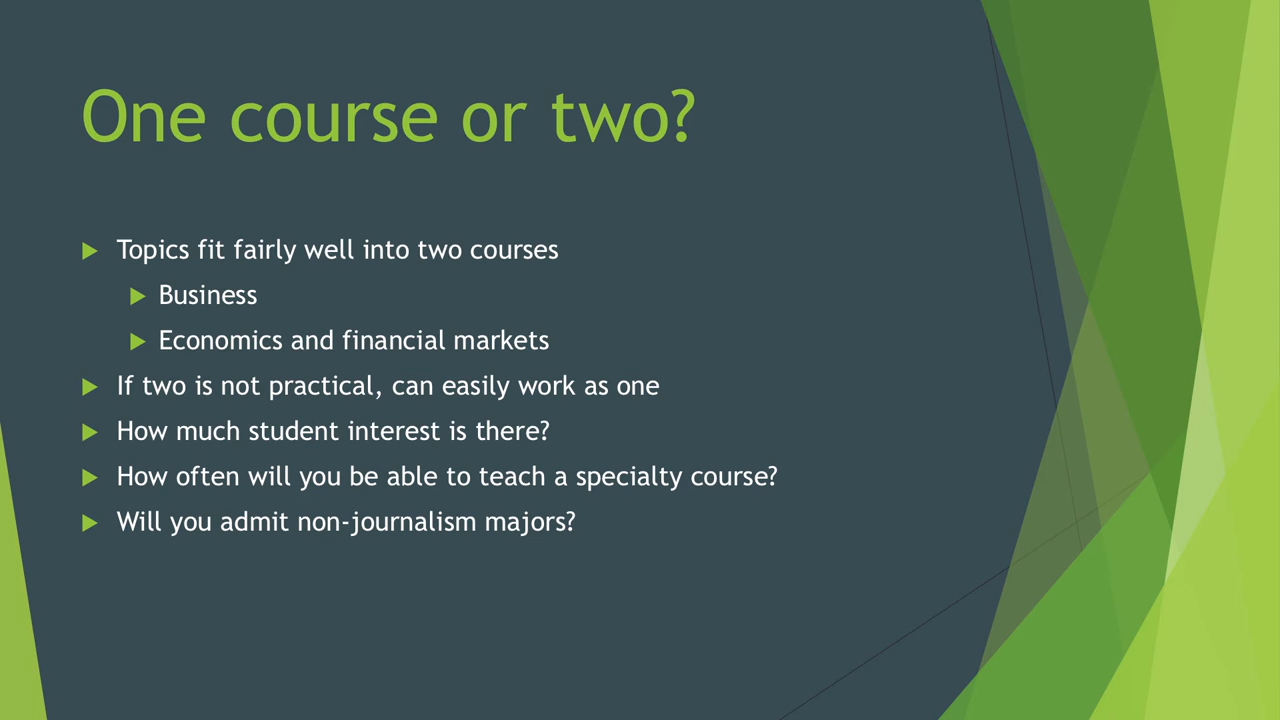 One course or two?
Topics fit fairly well into two courses
Business
Economics and financial markets
If two is not practical, can easily work as one
How much student interest is there?
How often will you be able to teach a specialty course?
Will you admit non-journalism majors?